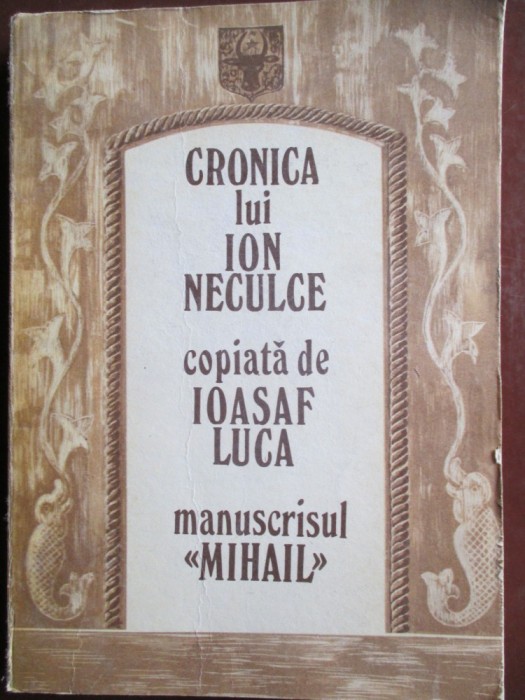 CRONICA
lui
ION
NECULCE
copiată de
IOASAF
LUCA
manuscrisul
«MIHAIL»